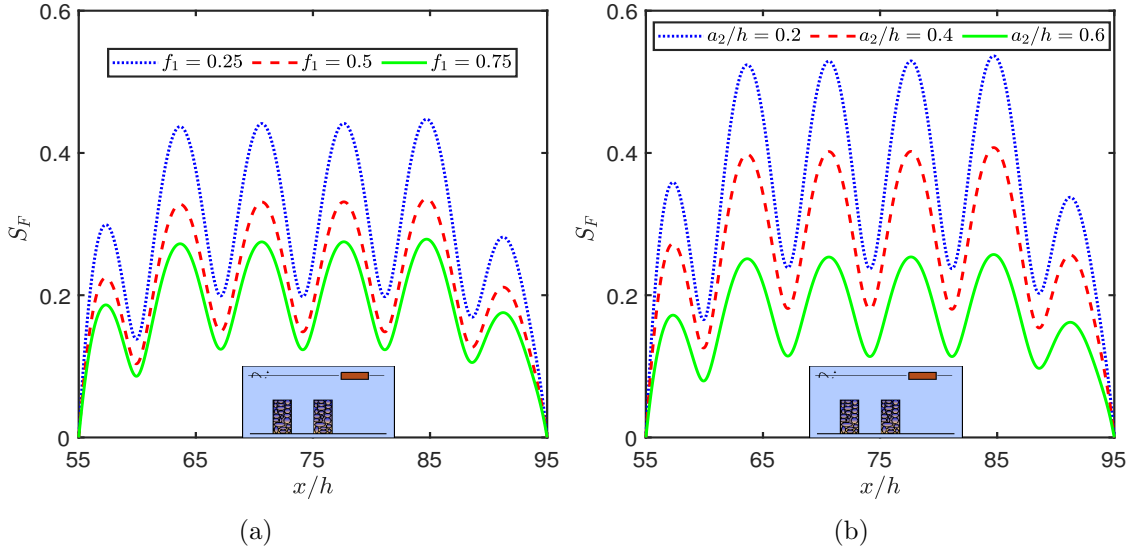 0.6
0.4
0.2
0
S_F
f_1 = 0.25 f_1 = 0.5 f_1 = 0.75
55 65 75 85 95
x/h
(a)
0.6
0.4
0.2
0
S_F
a_2/h = 0.2 a_2/h = 0.4 a_2/h = 0.6
55 65 75 85 95
x/h
(b)